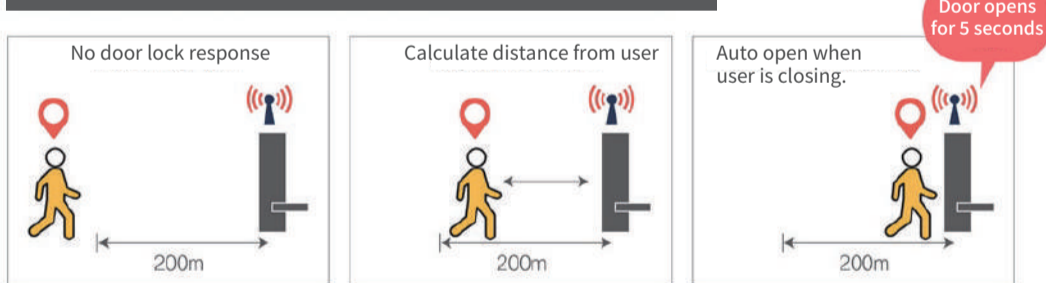 No door lock response
200m
Calculate distance from user
200m
Auto open when
user is closing.
Door opens
for 5 seconds
200m